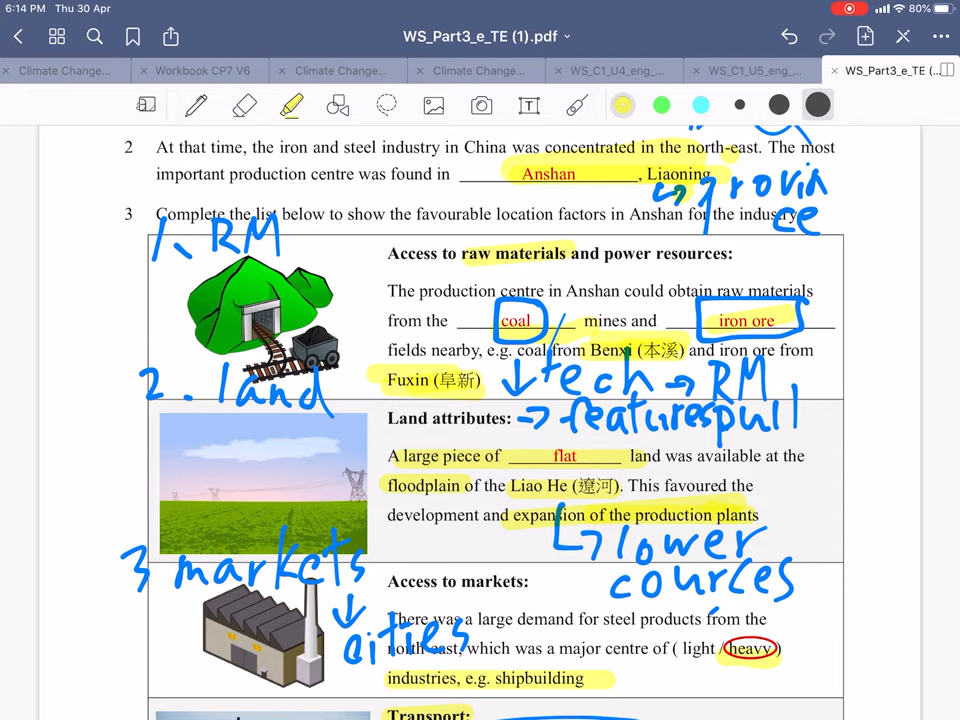 6:14 PM Thu 30 Apr
80%
WS_Part3_e_TE (1).pdf
Climate Change...
Workbook CP7 V6
Climate Change...
Climate Change...
WS_C1_U4_eng_...
WS_C1_U5_eng_...
WS_Part3_e_TE (...
2 At that time, the iron and steel industry in China was concentrated in the north-east. The most
important production centre was found in Anshan, Liaoning
→ provin
ce
3 Complete the list below to show the favourable location factors in Anshan for the industry
1、RM
Access to raw materials and power resources:
The production centre in Anshan could obtain raw materials
from the coal mines and iron ore
fields nearby, e.g. coal from Benxi (本溪) and iron ore from
Fuxin (阜新)
↓ tech → RM
2. land
Land attributes: → features pull
A large piece of flat land was available at the
floodplain of the Liao He (遼河). This favoured the
development and expansion of the production plants
→ lower
cources
3 markets
↓
cities
Access to markets:
There was a large demand for steel products from the
north-east, which was a major centre of ( light / heavy )
industries, e.g. shipbuilding
Transport: